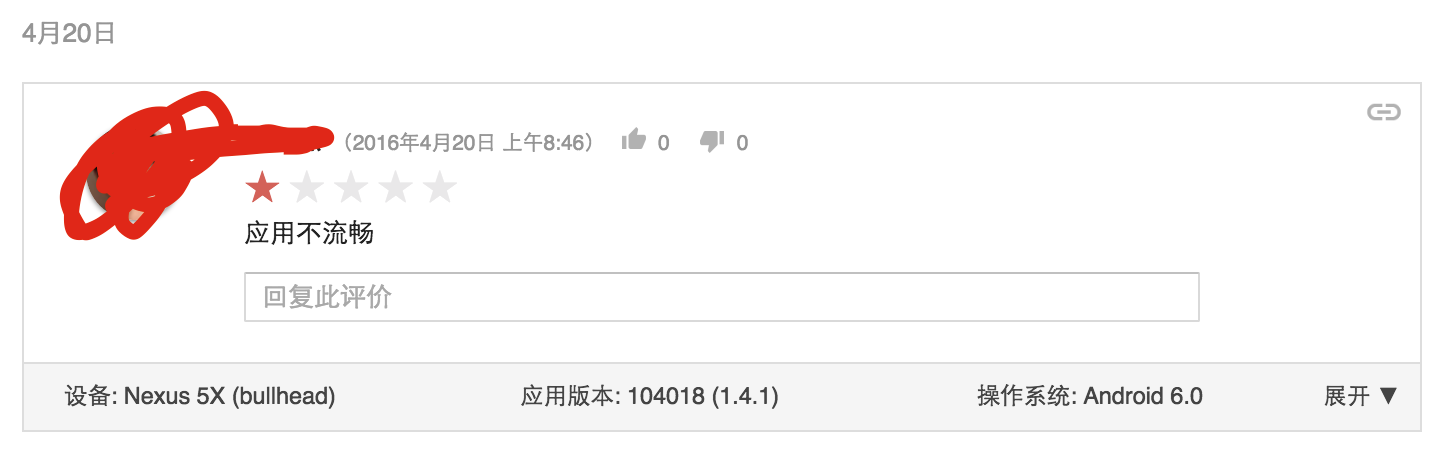 4月20日
（2016年4月20日 上午8:46） 0 0
应用不流畅
回复此评价
设备: Nexus 5X (bullhead) 应用版本: 104018 (1.4.1) 操作系统: Android 6.0 展开 ▼